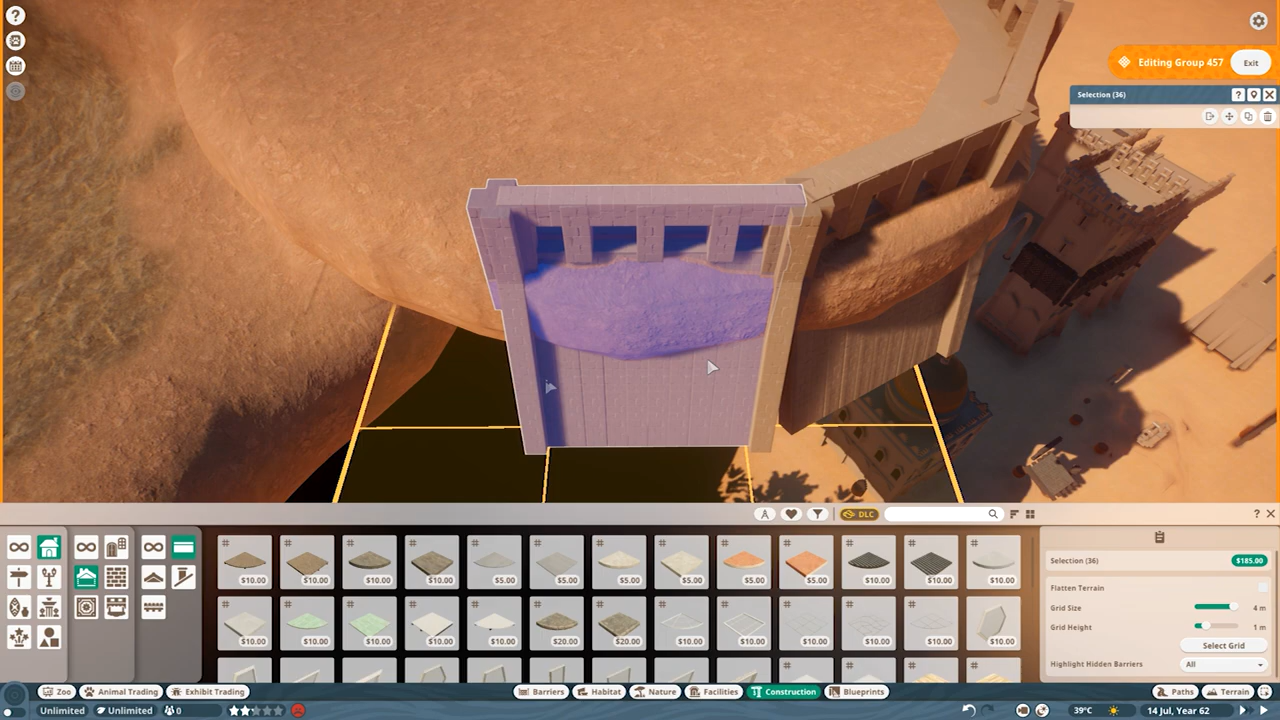 Editing Group 457
Exit
Selection (36)
DLC
$10.00 $10.00 $10.00 $10.00 $5.00 $5.00 $5.00 $5.00 $5.00 $5.00 $10.00 $10.00 $10.00
$10.00 $10.00 $10.00 $10.00 $10.00 $20.00 $20.00 $10.00 $10.00 $10.00 $10.00 $10.00 $10.00
Selection (36)
$185.00
Flatten Terrain
Grid Size
4 m
Grid Height
1 m
Select Grid
Highlight Hidden Barriers
All
Zoo
Animal Trading
Exhibit Trading
Barriers
Habitat
Nature
Facilities
Construction
Blueprints
Paths
Terrain
Unlimited
Unlimited
0
39°C
14 Jul, Year 62